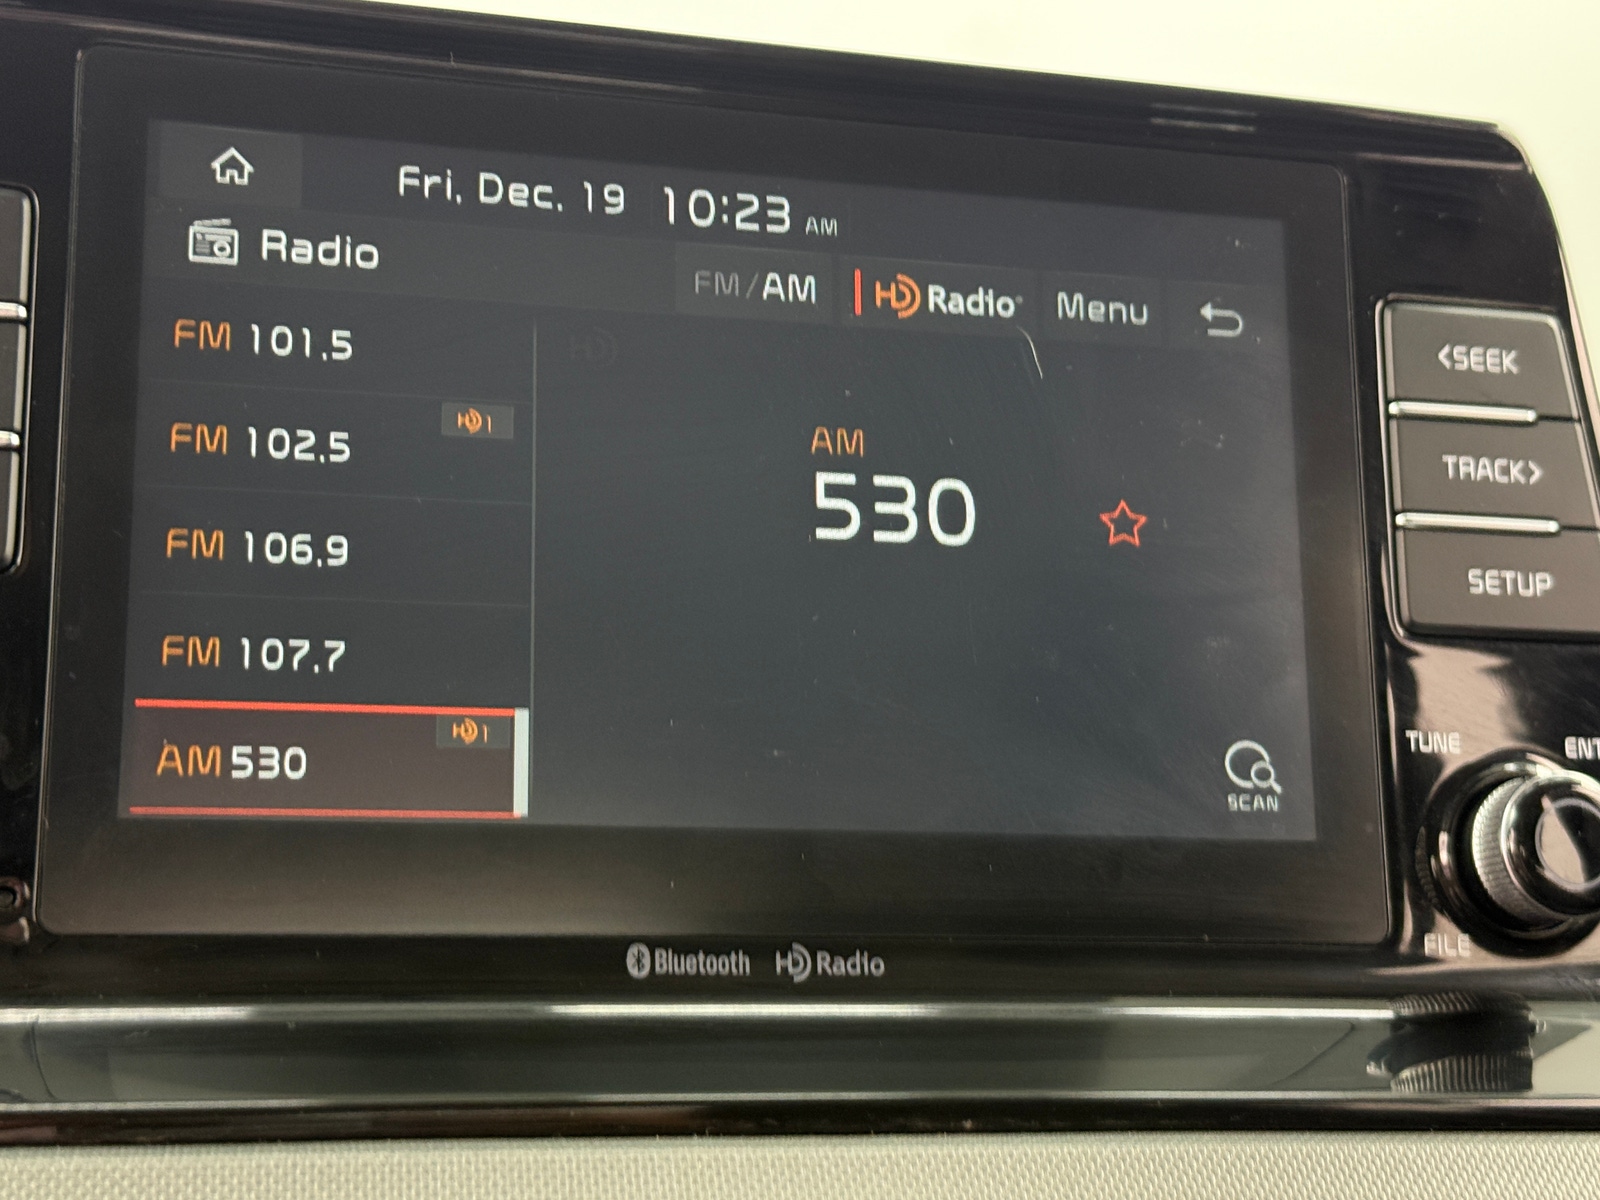 Fri, Dec. 19 10:23 AM
Radio
FM/AM HD Radio Menu
FM 101.5
FM 102.5 HD1
FM 106.9
FM 107.7
AM 530 HD1
HD
AM
530
SCAN
<SEEK
TRACK>
SETUP
TUNE
FILE
Bluetooth HD Radio